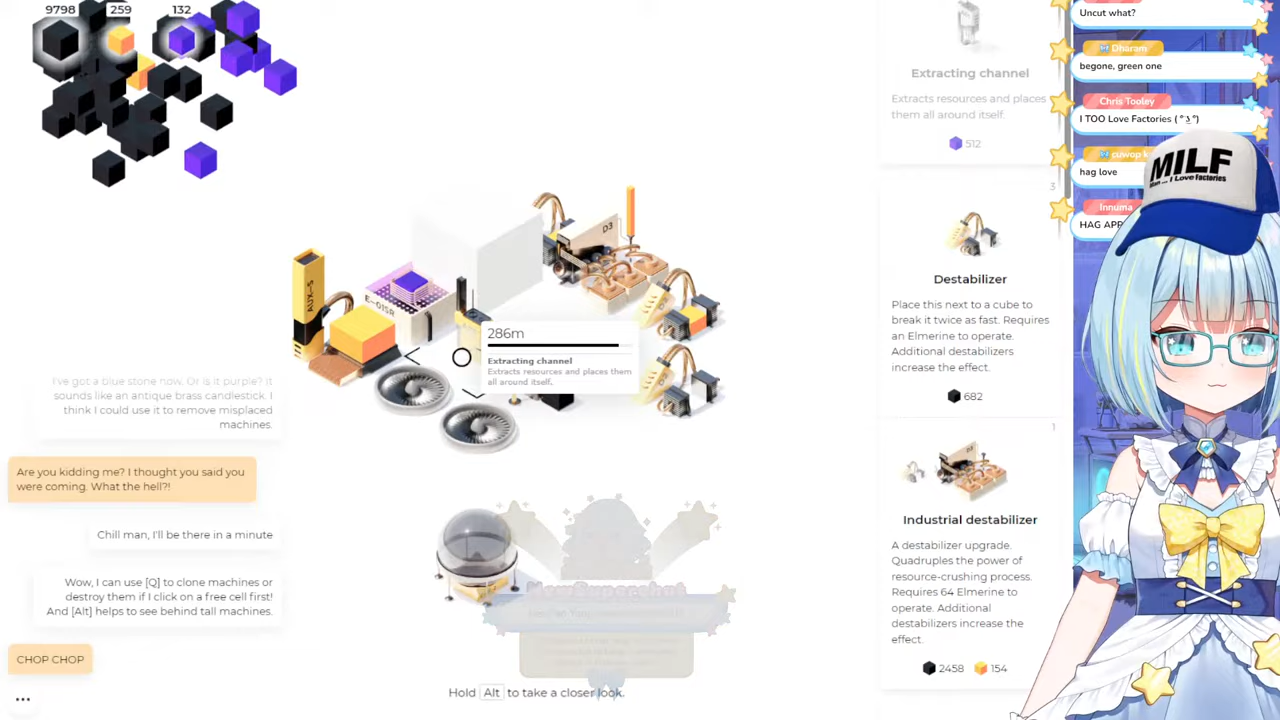 9798
259
132
I've got a blue stone now. Or is it purple? It
sounds like an antique brass candlestick. I
think I could use it to remove misplaced
machines.
Are you kidding me? I thought you said you
were coming. What the hell?!
Chill man, I'll be there in a minute
Wow, I can use [Q] to clone machines or
destroy them if I click on a free cell first!
And [Alt] helps to see behind tall machines.
CHOP CHOP
...
AUX-S
E-01SR
D3
286m
Extracting channel
Extracts resources and places them
all around itself.
Hold Alt to take a closer look.
Extracting channel
Extracts resources and places
them all around itself.
512
3
Destabilizer
Place this next to a cube to
break it twice as fast. Requires
an Elmerine to operate.
Additional destabilizers
increase the effect.
682
1
Industrial destabilizer
A destabilizer upgrade.
Quadruples the power of
resource-crushing process.
Requires 64 Elmerine to
operate. Additional
destabilizers increase the
effect.
2458
154
Uncut what?
Dharam
begone, green one
Chris Tooley
I TOO Love Factories ( ͡° ͜ʖ ͡°)
cuwop k
hag love
Innuma
HAG APP
MILF
Man... I Love Factories